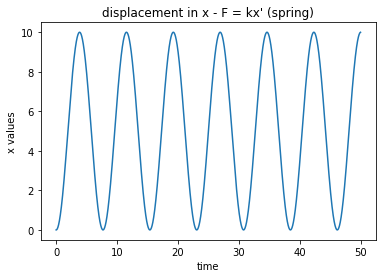 displacement in x - F = kx' (spring)
10
8
6
4
2
0
x values
0 10 20 30 40 50
time